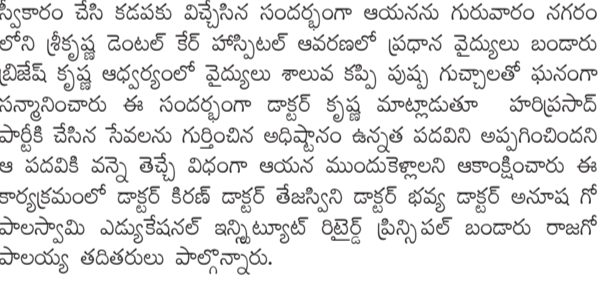 స్వీకారం చేసి కడపకు విచ్చేసిన సందర్భంగా ఆయనను గురువారం నగరం
లోని శ్రీకృష్ణ డెంటల్ కేర్ హాస్పిటల్ ఆవరణలో ప్రధాన వైద్యులు బండారు
బ్రిజేష్ కృష్ణ ఆధ్వర్యంలో వైద్యులు శాలువ కప్పి పుష్ప గుచ్చాలతో ఘనంగా
సన్మానించారు ఈ సందర్భంగా డాక్టర్ కృష్ణ మాట్లాడుతూ హరిప్రసాద్
పార్టీకి చేసిన సేవలను గుర్తించిన అధిష్టానం ఉన్నత పదవిని అప్పగించిందని
ఆ పదవికి వన్నె తెచ్చే విధంగా ఆయన ముందుకెళ్లాలని ఆకాంక్షించారు ఈ
కార్యక్రమంలో డాక్టర్ కిరణ్ డాక్టర్ తేజస్విని డాక్టర్ భవ్య డాక్టర్ అనూష గో
పాలస్వామి ఎడ్యుకేషనల్ ఇన్స్టిట్యూట్ రిటైర్డ్ ప్రిన్సిపల్ బండారు రాజగో
పాలయ్య తదితరులు పాల్గొన్నారు.